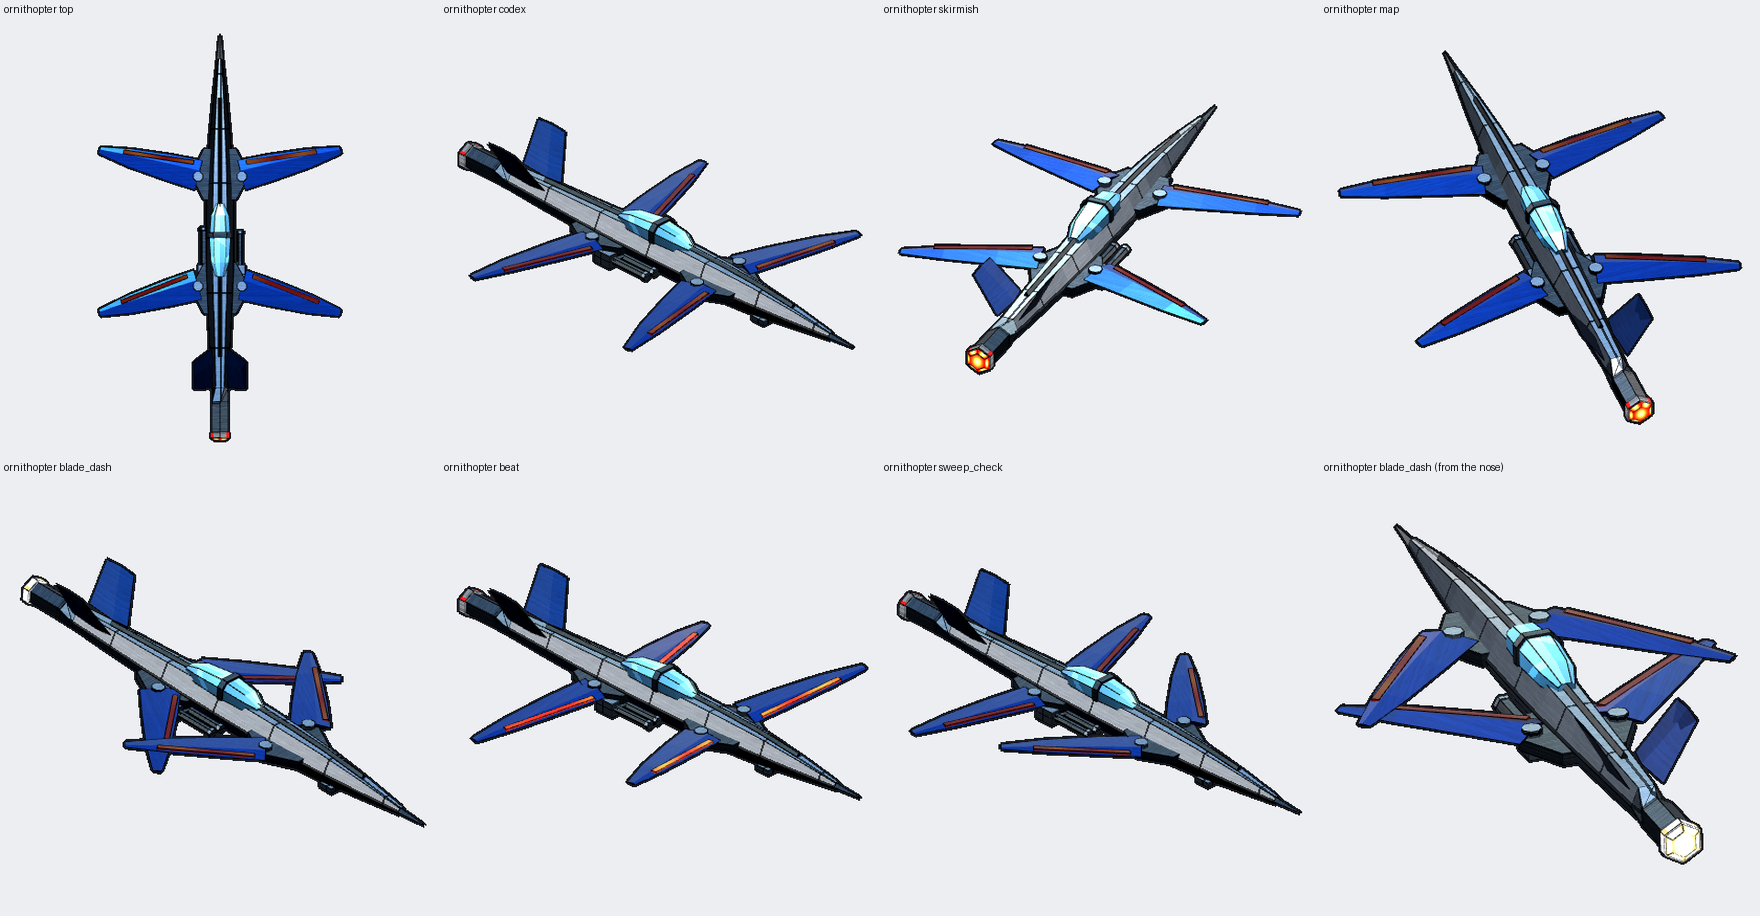 ornithopter top
ornithopter codex
ornithopter skirmish
ornithopter map
ornithopter blade_dash
ornithopter beat
ornithopter sweep_check
ornithopter blade_dash (from the nose)